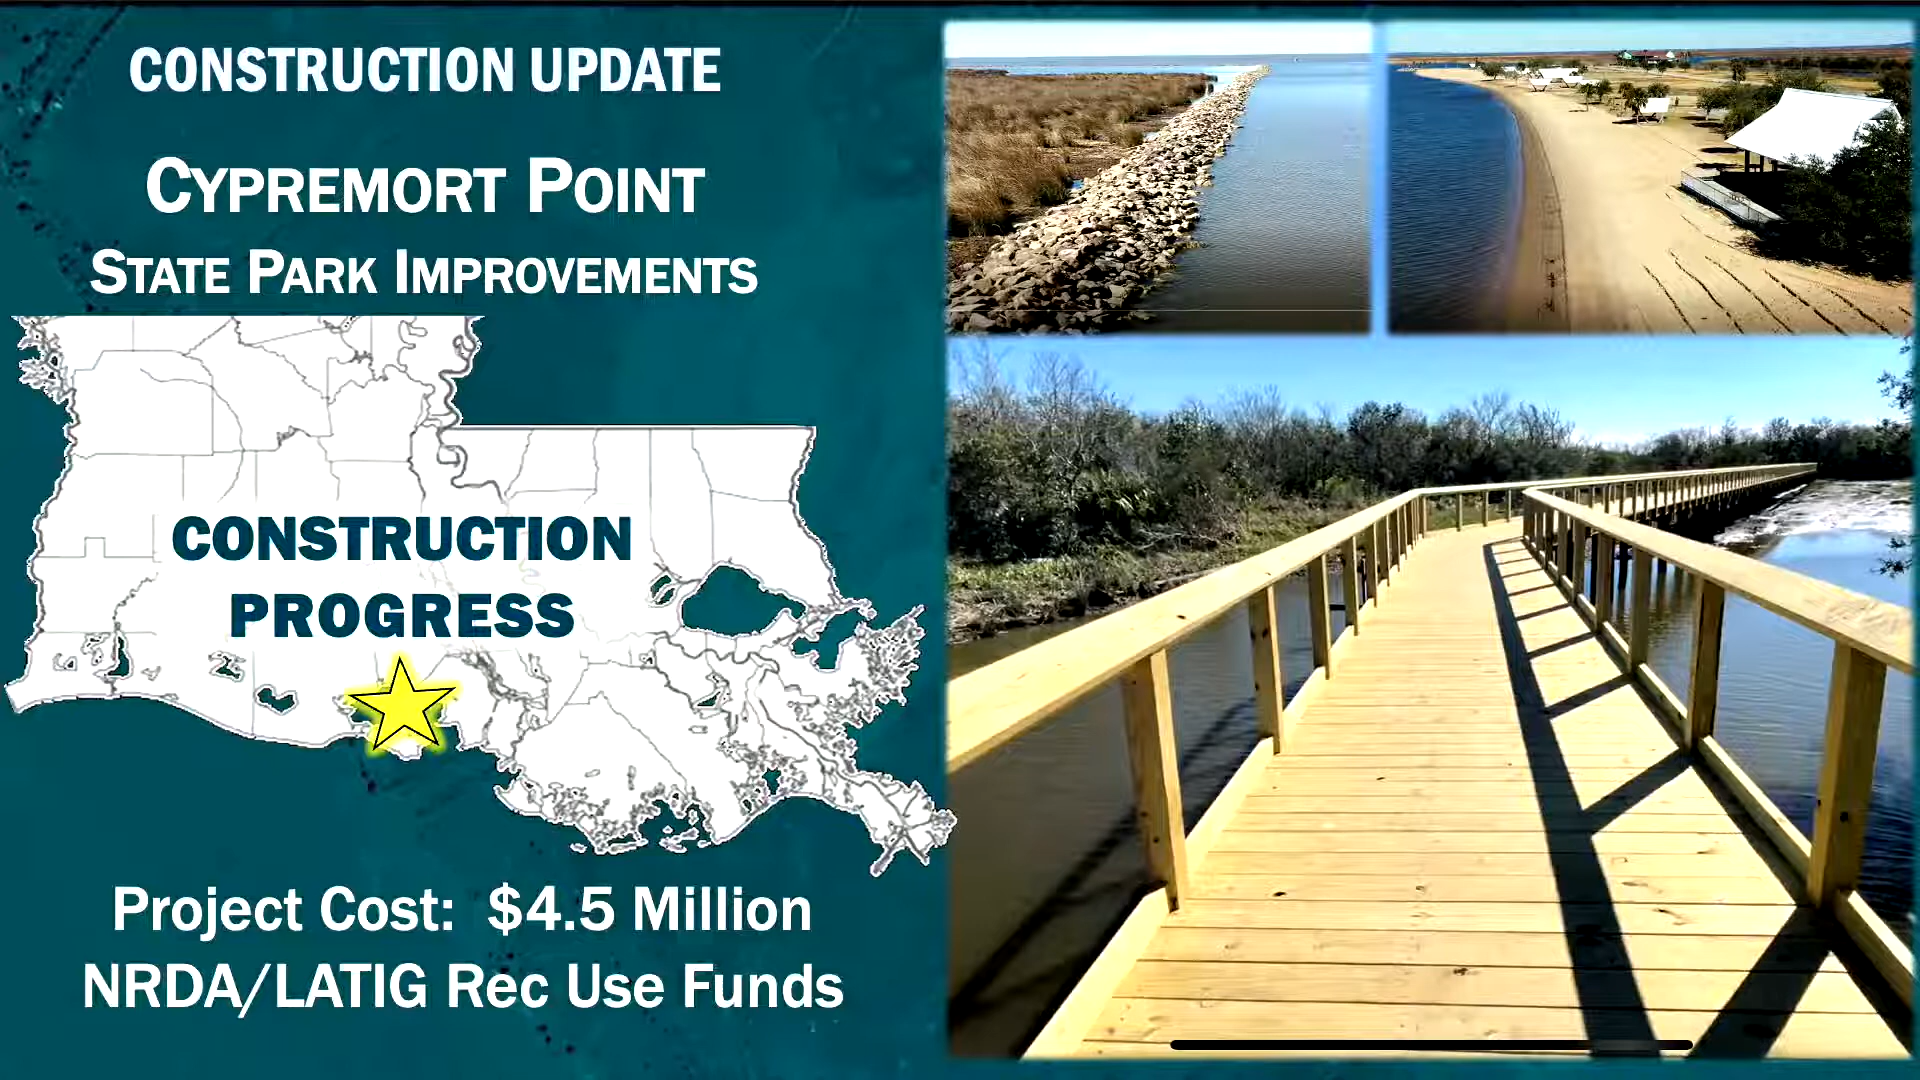 CONSTRUCTION UPDATE
CYPREMORT POINT
STATE PARK IMPROVEMENTS
CONSTRUCTION
PROGRESS
Project Cost: $4.5 Million
NRDA/LATIG Rec Use Funds